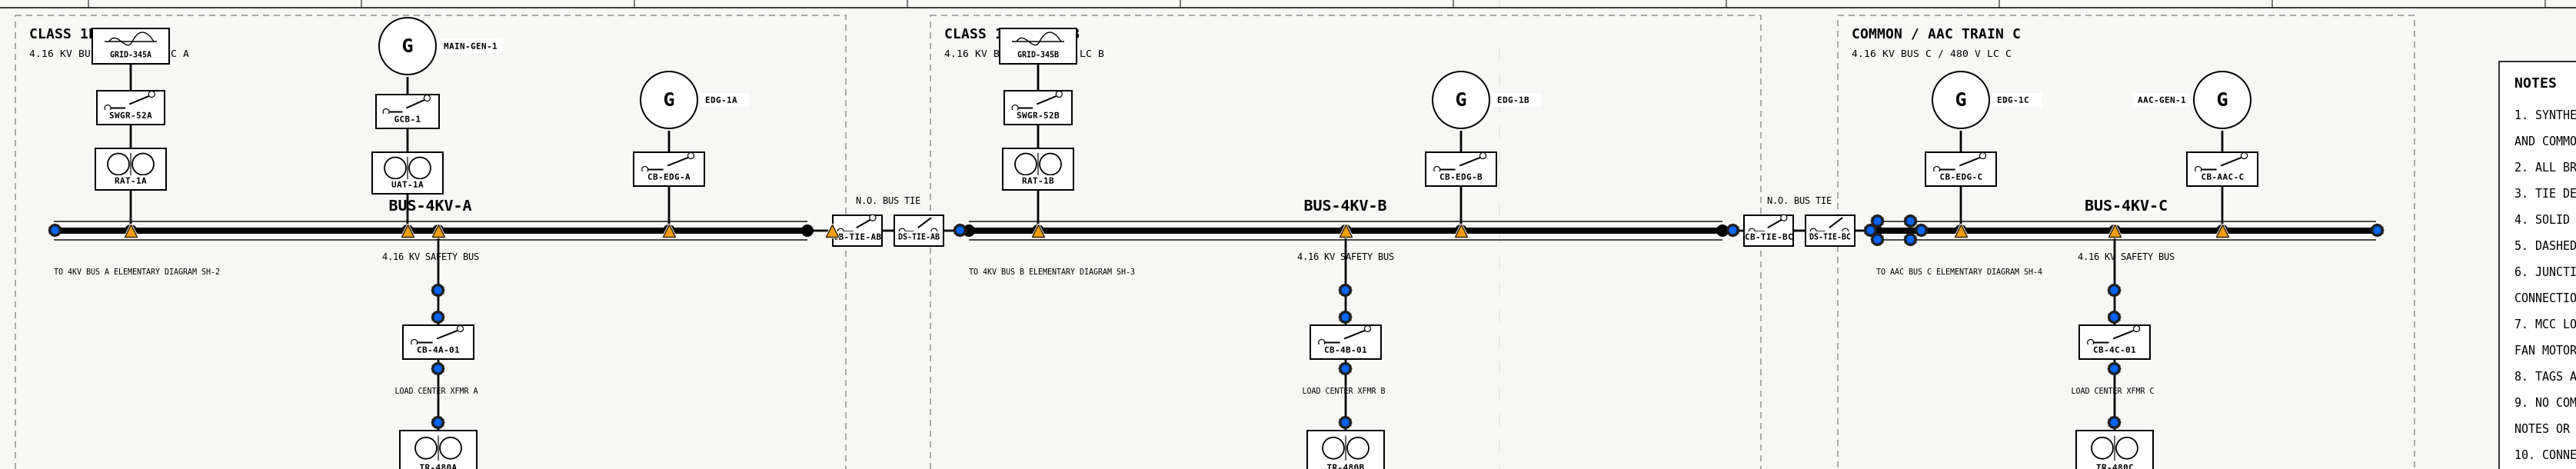 CLASS 1
4.16 KV BU
C A
GRID-345A
SWGR-52A
RAT-1A
G
MAIN-GEN-1
GCB-1
UAT-1A
G
EDG-1A
CB-EDG-A
BUS-4KV-A
4.16 KV SAFETY BUS
TO 4KV BUS A ELEMENTARY DIAGRAM SH-2
CB-4A-01
LOAD CENTER XFMR A
TR-480A
N.O. BUS TIE
B-TIE-AB
DS-TIE-AB
CLASS 1
4.16 KV B
LC B
GRID-345B
SWGR-52B
RAT-1B
G
EDG-1B
CB-EDG-B
BUS-4KV-B
4.16 KV SAFETY BUS
TO 4KV BUS B ELEMENTARY DIAGRAM SH-3
CB-4B-01
LOAD CENTER XFMR B
TR-480B
N.O. BUS TIE
CB-TIE-BC
DS-TIE-BC
COMMON / AAC TRAIN C
4.16 KV BUS C / 480 V LC C
G
EDG-1C
CB-EDG-C
AAC-GEN-1
G
CB-AAC-C
BUS-4KV-C
4.16 KV SAFETY BUS
TO AAC BUS C ELEMENTARY DIAGRAM SH-4
CB-4C-01
LOAD CENTER XFMR C
TR-480C
NOTES
1. SYNTHE
AND COMMO
2. ALL BR
3. TIE DE
4. SOLID
5. DASHED
6. JUNCTI
CONNECTIO
7. MCC LO
FAN MOTOR
8. TAGS A
9. NO COM
NOTES OR
10. CONNE